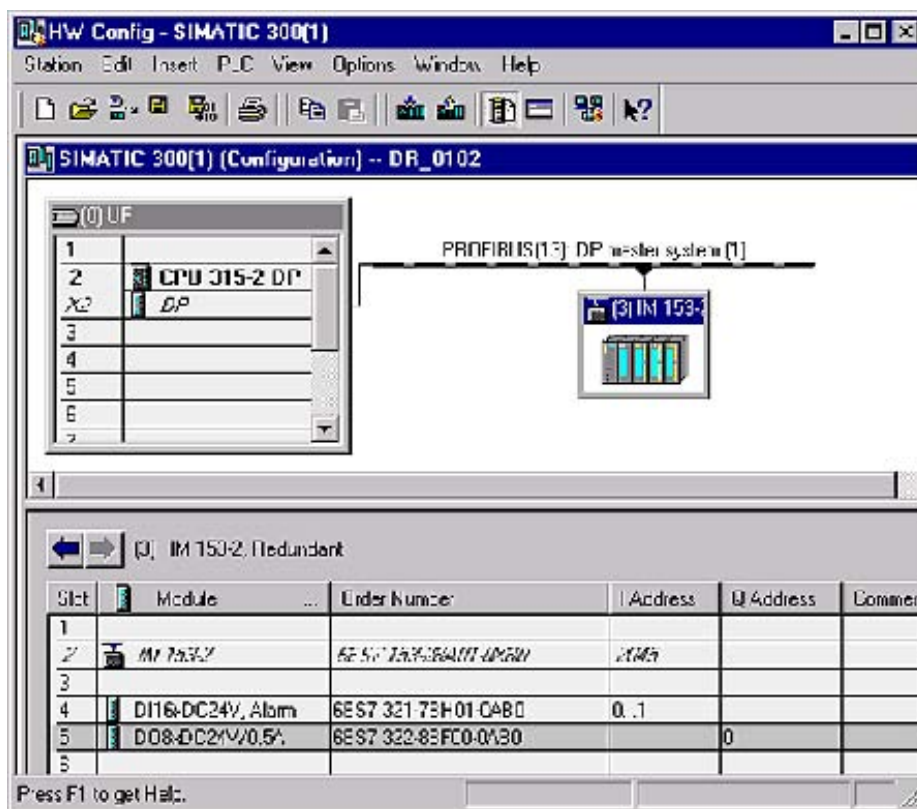 HW Config - SIMATIC 300(1)
Station Edit Insert PLC View Options Window Help
SIMATIC 300(1) (Configuration) -- DR_0102
(0) UR
1
2 CPU 315-2 DP
X2 DP
3
4
5
6
7
PROFIBUS(13): DP master system (1)
(3) IM 153-2
(3) IM 153-2, Redundant
Slot Module ... Order Number I Address Q Address Commen
1
2 IM 153-2
3
4 DI16xDC24V, Alarm 6ES7 321-7BH01-0AB0 0...1
5 DO8xDC24V/0.5A 6ES7 322-8BF00-0AB0 0
6
Press F1 to get Help.